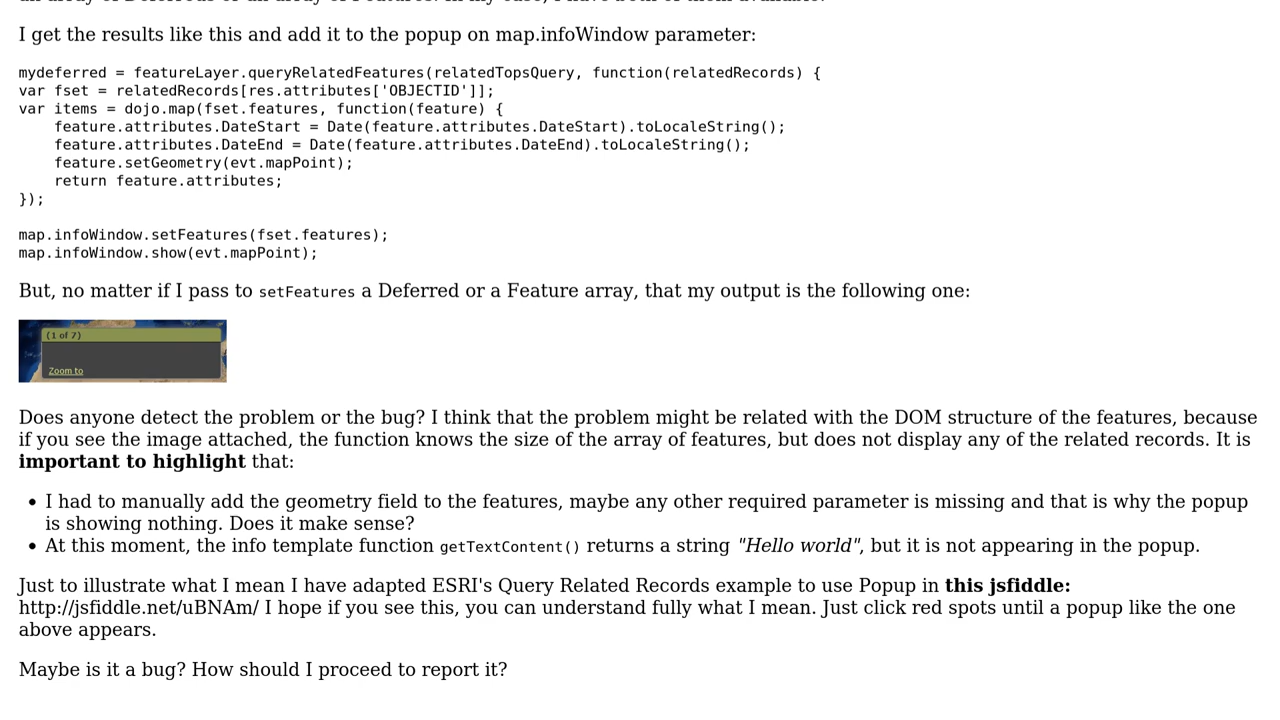 I get the results like this and add it to the popup on map.infoWindow parameter:
mydeferred = featureLayer.queryRelatedFeatures(relatedTopsQuery, function(relatedRecords) {
var fset = relatedRecords[res.attributes['OBJECTID']];
var items = dojo.map(fset.features, function(feature) {
    feature.attributes.DateStart = Date(feature.attributes.DateStart).toLocaleString();
    feature.attributes.DateEnd = Date(feature.attributes.DateEnd).toLocaleString();
    feature.setGeometry(evt.mapPoint);
    return feature.attributes;
});
map.infoWindow.setFeatures(fset.features);
map.infoWindow.show(evt.mapPoint);
But, no matter if I pass to setFeatures a Deferred or a Feature array, that my output is the following one:
(1 of 7)
Zoom to
Does anyone detect the problem or the bug? I think that the problem might be related with the DOM structure of the features, because
if you see the image attached, the function knows the size of the array of features, but does not display any of the related records. It is
important to highlight that:
• I had to manually add the geometry field to the features, maybe any other required parameter is missing and that is why the popup
is showing nothing. Does it make sense?
• At this moment, the info template function getTextContent() returns a string "Hello world", but it is not appearing in the popup.
Just to illustrate what I mean I have adapted ESRI's Query Related Records example to use Popup in this jsfiddle:
http://jsfiddle.net/uBNAm/ I hope if you see this, you can understand fully what I mean. Just click red spots until a popup like the one
above appears.
Maybe is it a bug? How should I proceed to report it?